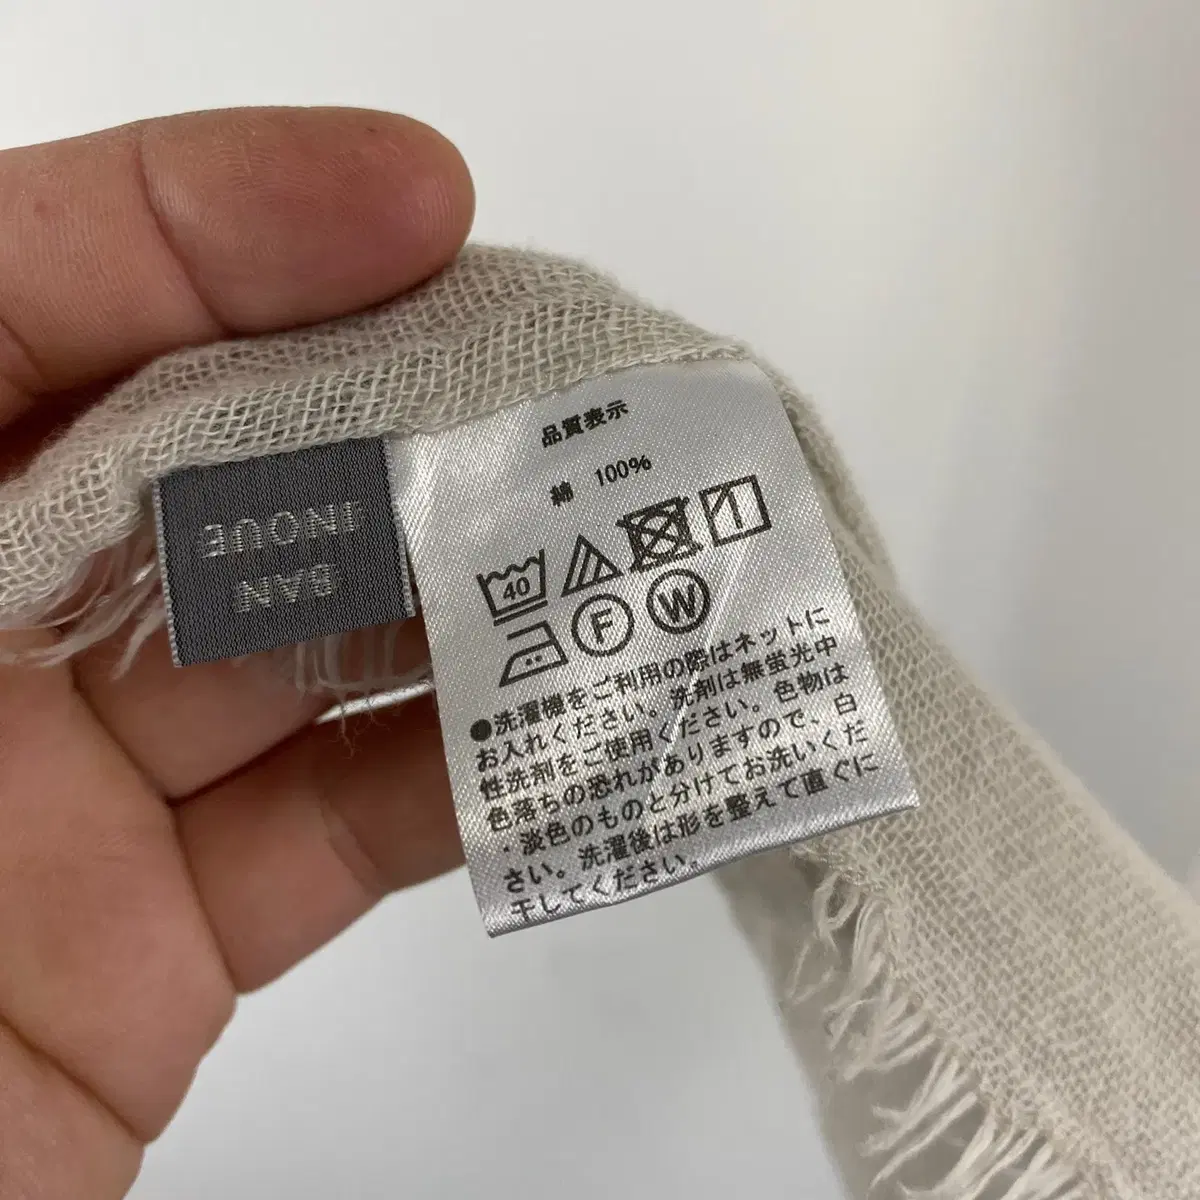 INOUE
BAN
品質表示
綿 100%
40
F W
●洗濯機をご利用の際はネットに
お入れください。洗剤は無蛍光中
性洗剤をご使用ください。色物は
色落ちの恐れがありますので、白
・淡色のものと分けてお洗いくだ
さい。洗濯後は形を整えて直ぐに
干してください。